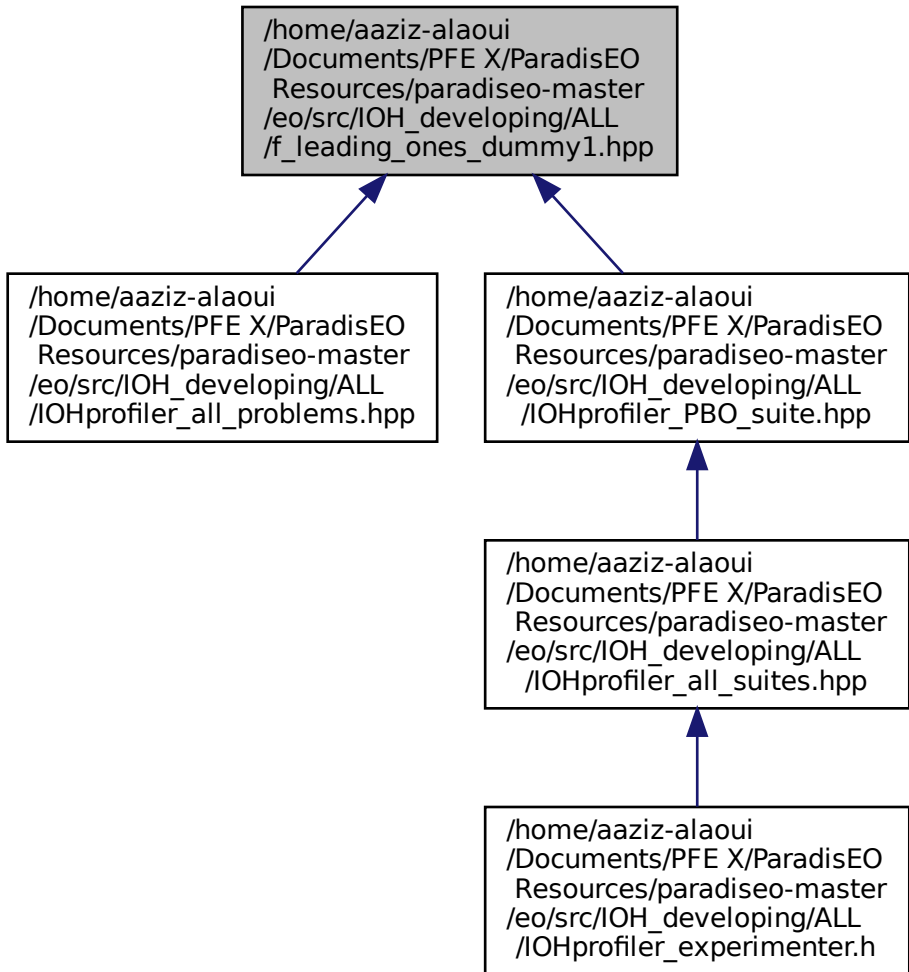 /home/aaziz-alaoui
/Documents/PFE X/ParadisEO
Resources/paradiseo-master
/eo/src/IOH_developing/ALL
/f_leading_ones_dummy1.hpp
/home/aaziz-alaoui
/Documents/PFE X/ParadisEO
Resources/paradiseo-master
/eo/src/IOH_developing/ALL
/IOHprofiler_all_problems.hpp
/home/aaziz-alaoui
/Documents/PFE X/ParadisEO
Resources/paradiseo-master
/eo/src/IOH_developing/ALL
/IOHprofiler_PBO_suite.hpp
/home/aaziz-alaoui
/Documents/PFE X/ParadisEO
Resources/paradiseo-master
/eo/src/IOH_developing/ALL
/IOHprofiler_all_suites.hpp
/home/aaziz-alaoui
/Documents/PFE X/ParadisEO
Resources/paradiseo-master
/eo/src/IOH_developing/ALL
/IOHprofiler_experimenter.h